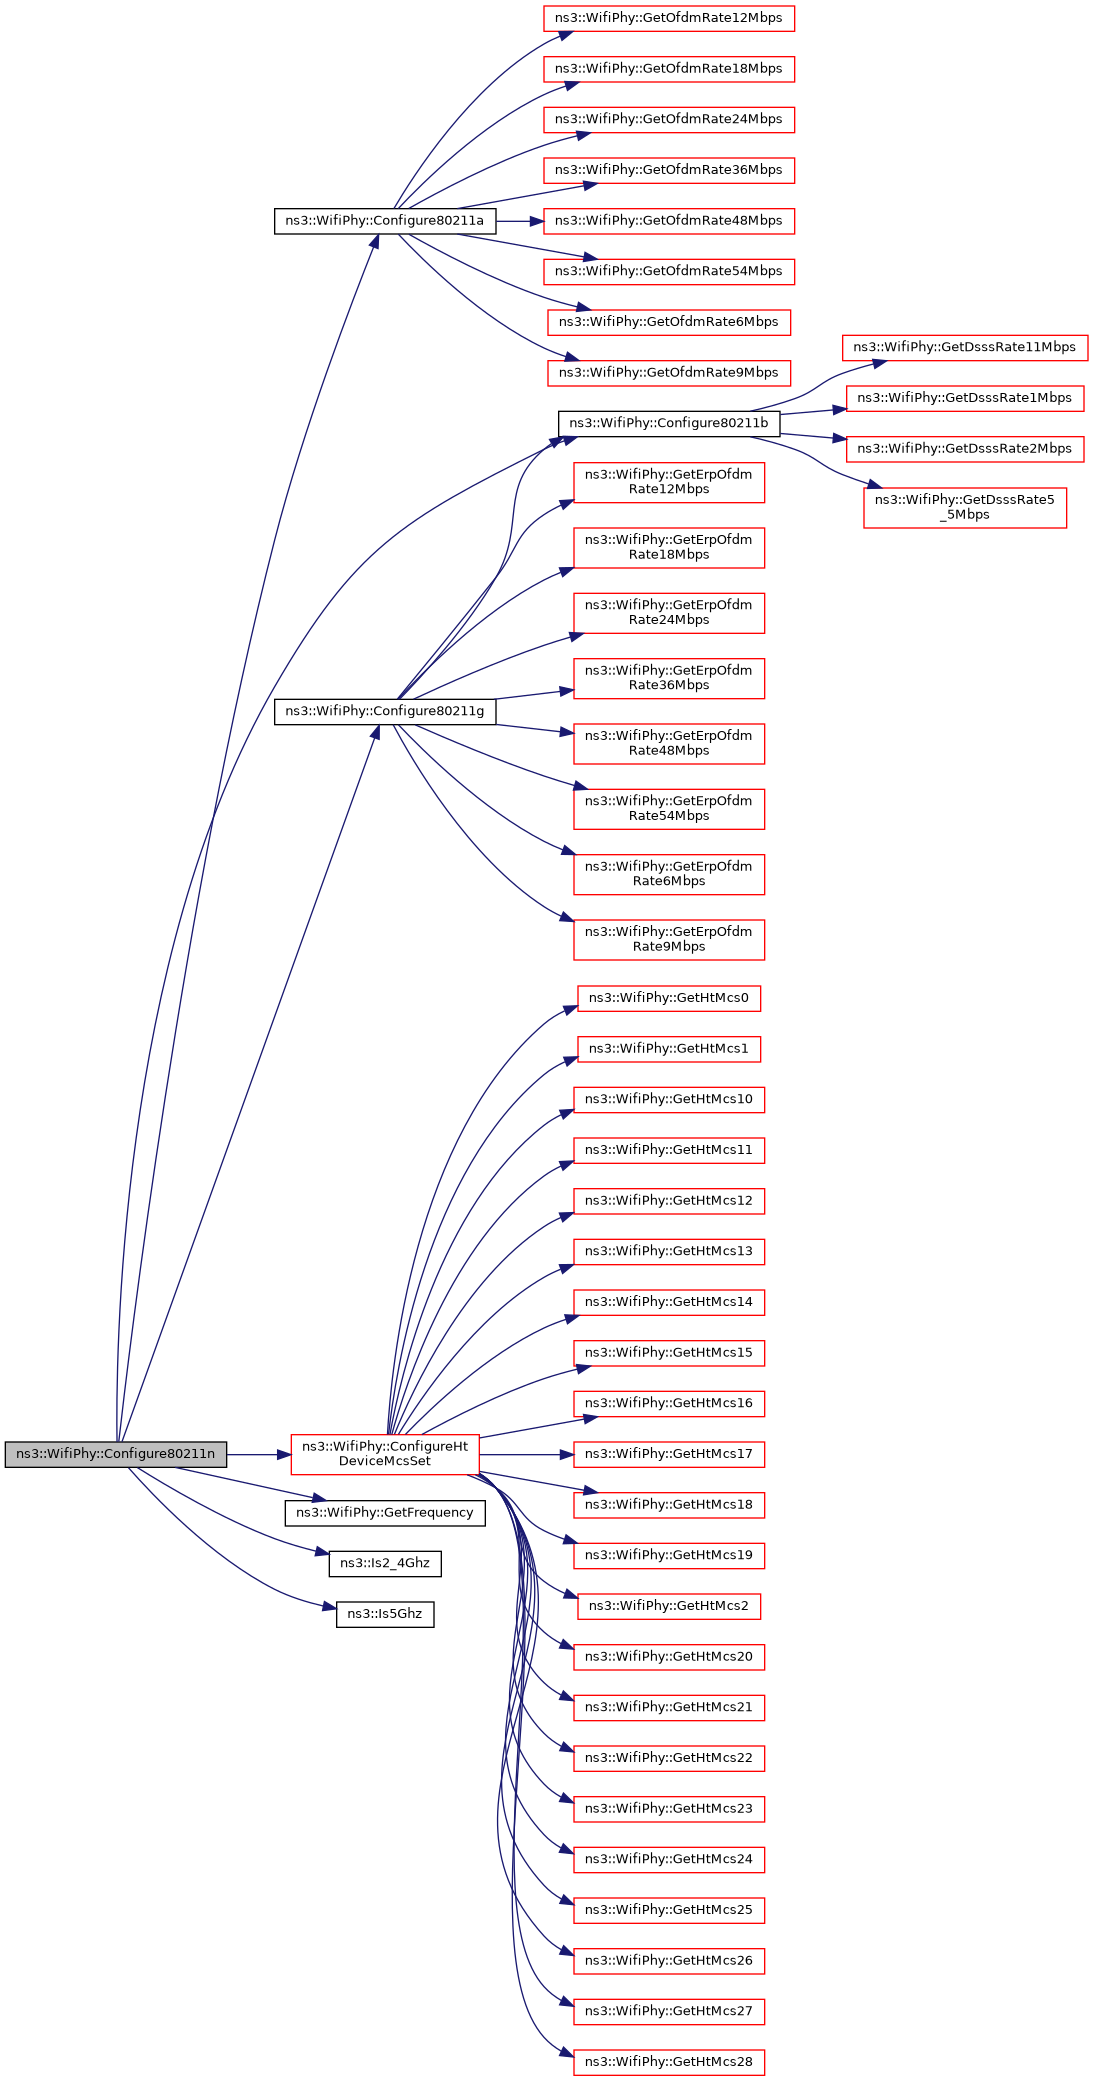 ns3::WifiPhy::GetOfdmRate12Mbps
ns3::WifiPhy::GetOfdmRate18Mbps
ns3::WifiPhy::GetOfdmRate24Mbps
ns3::WifiPhy::GetOfdmRate36Mbps
ns3::WifiPhy::Configure80211a
ns3::WifiPhy::GetOfdmRate48Mbps
ns3::WifiPhy::GetOfdmRate54Mbps
ns3::WifiPhy::GetOfdmRate6Mbps
ns3::WifiPhy::GetOfdmRate9Mbps
ns3::WifiPhy::Configure80211b
ns3::WifiPhy::GetDsssRate11Mbps
ns3::WifiPhy::GetDsssRate1Mbps
ns3::WifiPhy::GetDsssRate2Mbps
ns3::WifiPhy::GetDsssRate5
_5Mbps
ns3::WifiPhy::GetErpOfdm
Rate12Mbps
ns3::WifiPhy::GetErpOfdm
Rate18Mbps
ns3::WifiPhy::GetErpOfdm
Rate24Mbps
ns3::WifiPhy::GetErpOfdm
Rate36Mbps
ns3::WifiPhy::Configure80211g
ns3::WifiPhy::GetErpOfdm
Rate48Mbps
ns3::WifiPhy::GetErpOfdm
Rate54Mbps
ns3::WifiPhy::GetErpOfdm
Rate6Mbps
ns3::WifiPhy::GetErpOfdm
Rate9Mbps
ns3::WifiPhy::GetHtMcs0
ns3::WifiPhy::GetHtMcs1
ns3::WifiPhy::GetHtMcs10
ns3::WifiPhy::GetHtMcs11
ns3::WifiPhy::GetHtMcs12
ns3::WifiPhy::GetHtMcs13
ns3::WifiPhy::GetHtMcs14
ns3::WifiPhy::GetHtMcs15
ns3::WifiPhy::GetHtMcs16
ns3::WifiPhy::Configure80211n
ns3::WifiPhy::ConfigureHt
DeviceMcsSet
ns3::WifiPhy::GetFrequency
ns3::Is2_4Ghz
ns3::Is5Ghz
ns3::WifiPhy::GetHtMcs17
ns3::WifiPhy::GetHtMcs18
ns3::WifiPhy::GetHtMcs19
ns3::WifiPhy::GetHtMcs2
ns3::WifiPhy::GetHtMcs20
ns3::WifiPhy::GetHtMcs21
ns3::WifiPhy::GetHtMcs22
ns3::WifiPhy::GetHtMcs23
ns3::WifiPhy::GetHtMcs24
ns3::WifiPhy::GetHtMcs25
ns3::WifiPhy::GetHtMcs26
ns3::WifiPhy::GetHtMcs27
ns3::WifiPhy::GetHtMcs28